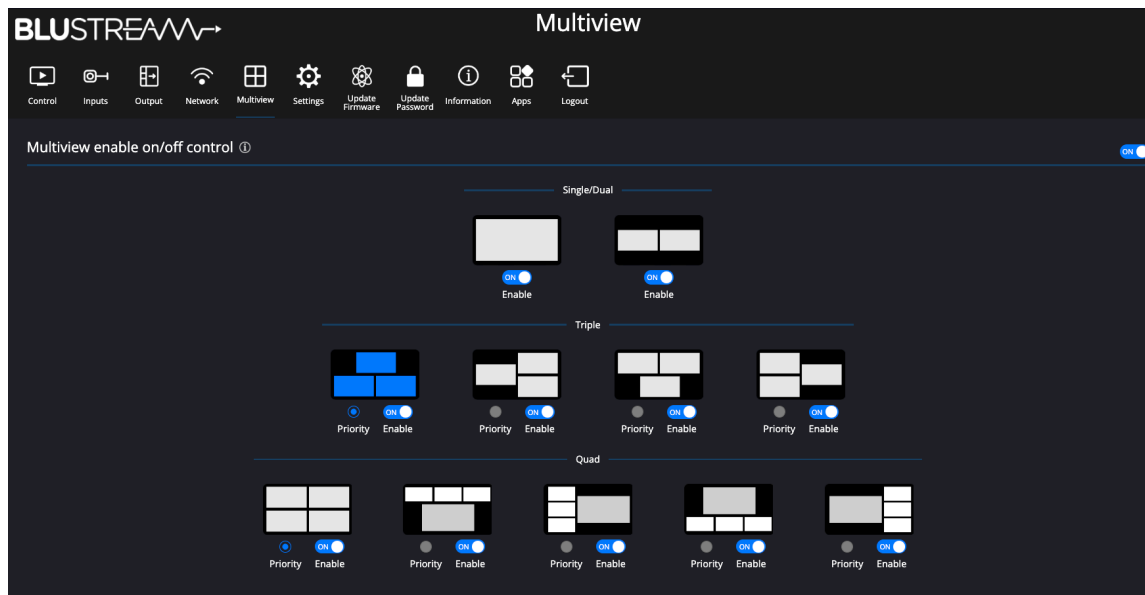 BLUSTREAM
Multiview
Control
Inputs
Output
Network
Multiview
Settings
Update
Firmware
Update
Password
Information
Apps
Logout
Multiview enable on/off control
ON
Single/Dual
ON
Enable
ON
Enable
Triple
ON
Priority Enable
ON
Priority Enable
ON
Priority Enable
ON
Priority Enable
Quad
ON
Priority Enable
ON
Priority Enable
ON
Priority Enable
ON
Priority Enable
ON
Priority Enable